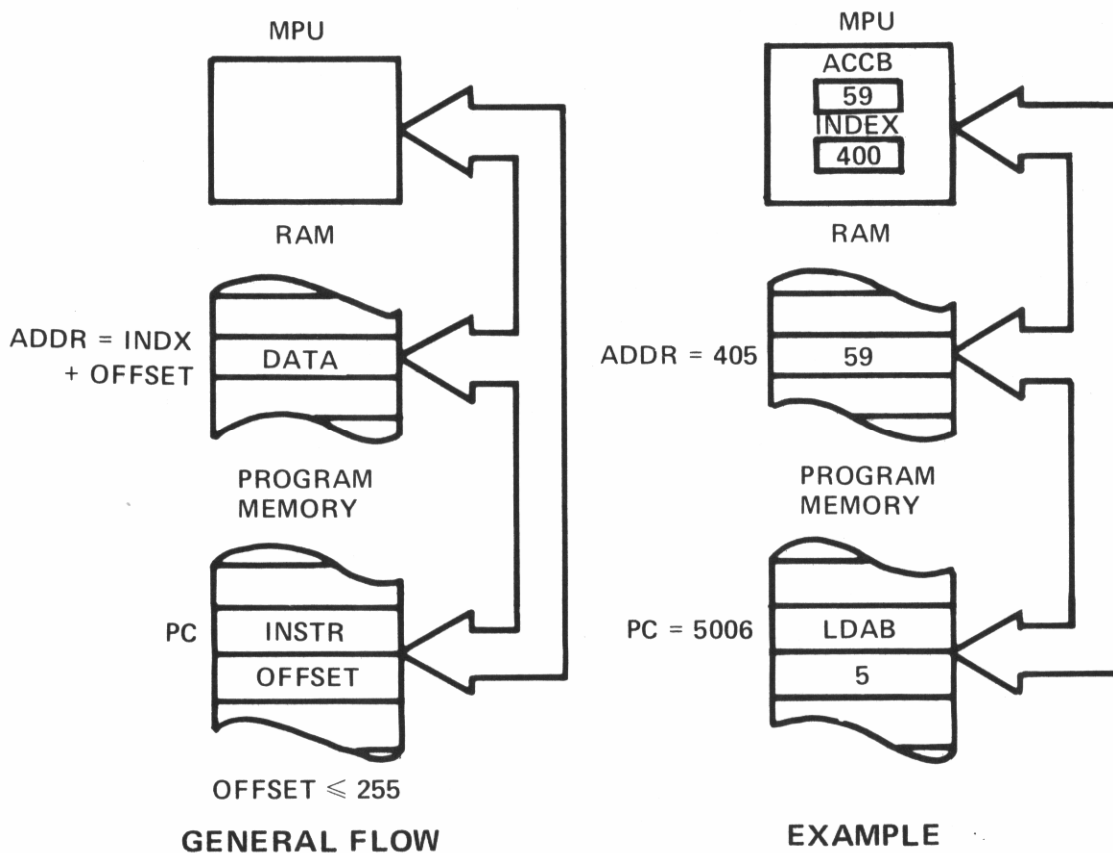 MPU
RAM
ADDR = INDX
+ OFFSET
DATA
PROGRAM
MEMORY
PC
INSTR
OFFSET
OFFSET ⩽ 255
GENERAL FLOW
MPU
ACCB
59
INDEX
400
RAM
ADDR = 405
59
PROGRAM
MEMORY
PC = 5006
LDAB
5
EXAMPLE